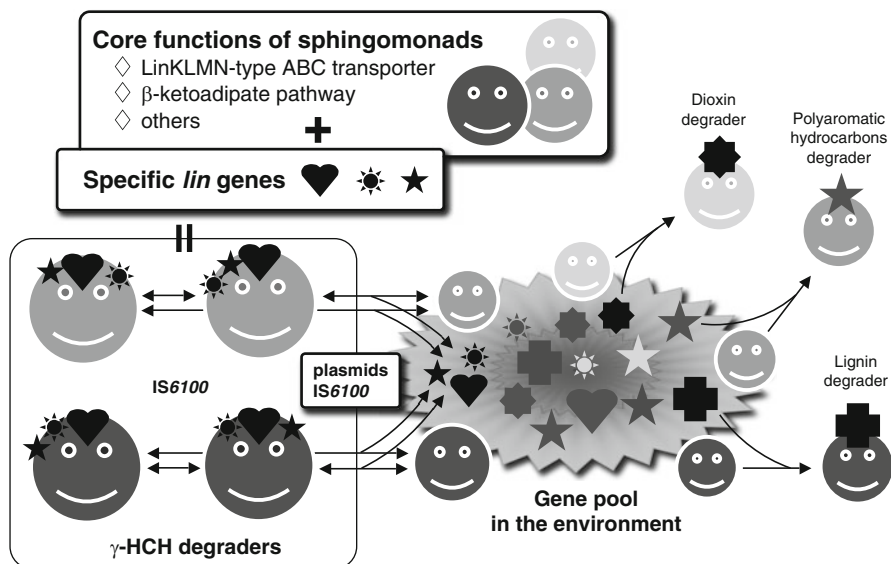 Core functions of sphingomonads
◇ LinKLMN-type ABC transporter
◇ β-ketoadipate pathway
◇ others
+
Specific lin genes
=
Dioxin
degrader
Polyaromatic
hydrocarbons
degrader
IS6100
plasmids
IS6100
Lignin
degrader
Gene pool
in the environment
γ-HCH degraders